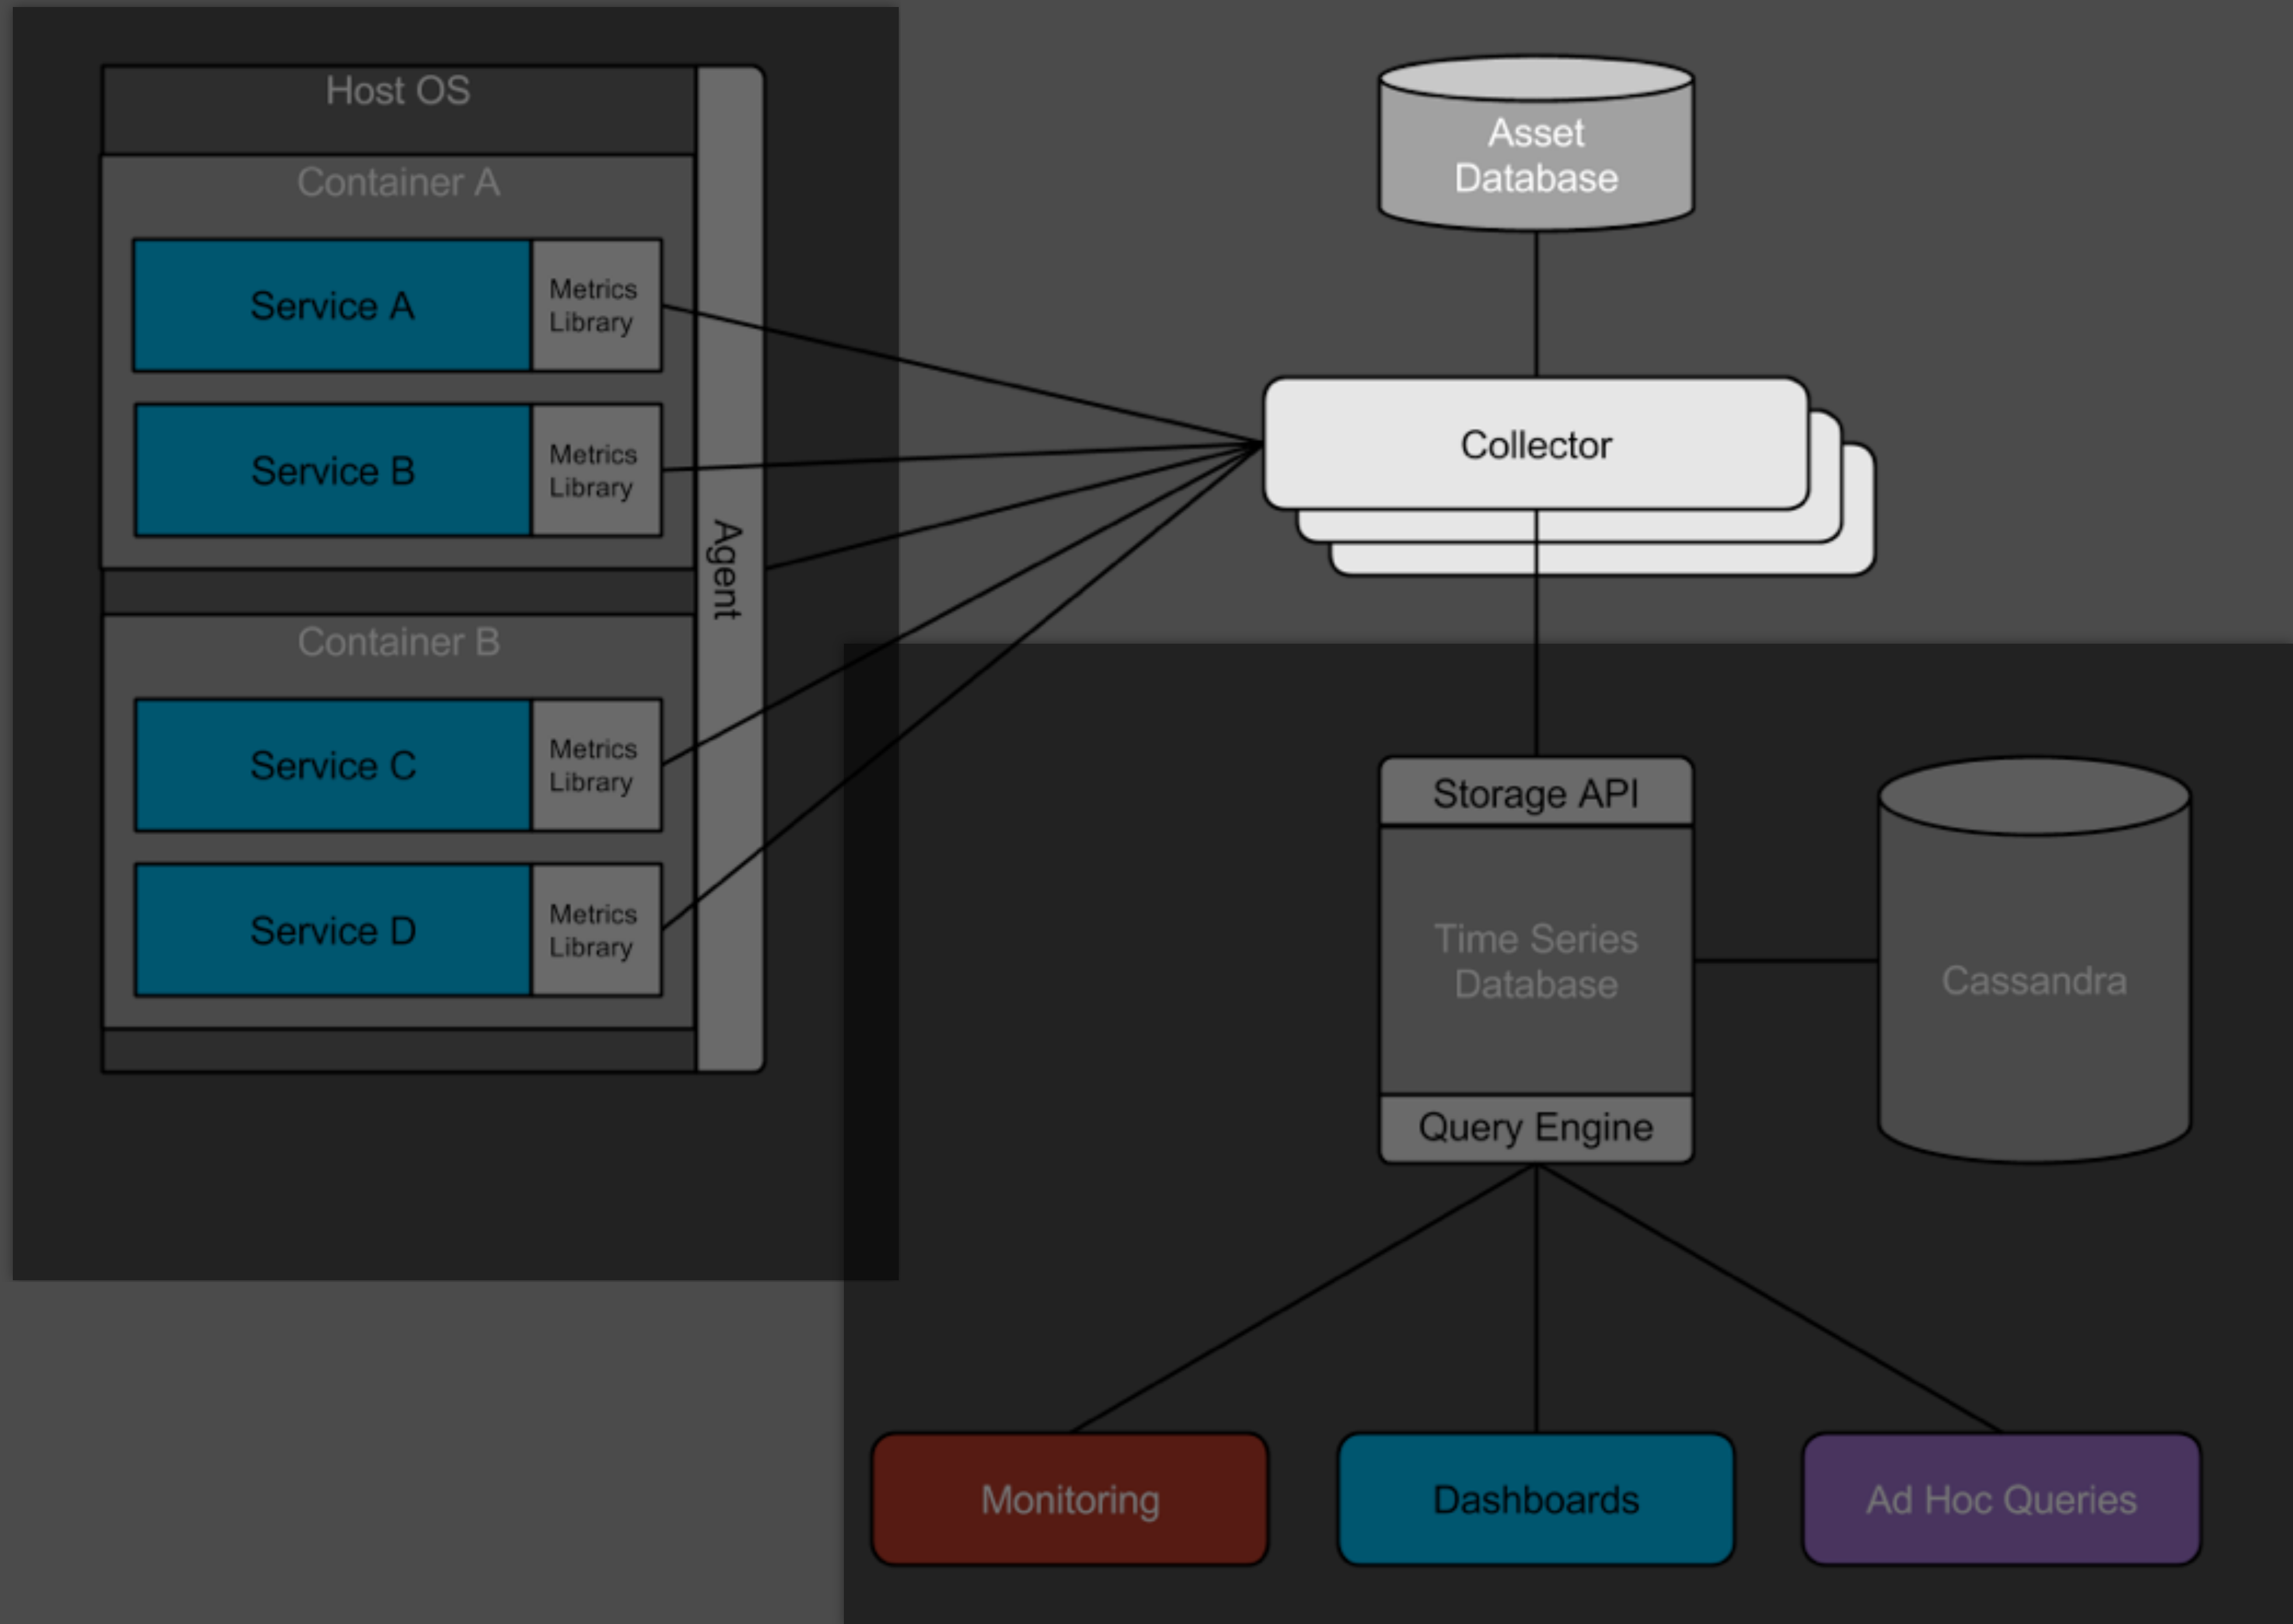 Host OS
Container A
Service A
Metrics
Library
Service B
Metrics
Library
Agent
Container B
Service C
Metrics
Library
Service D
Metrics
Library
Asset
Database
Collector
Storage API
Time Series
Database
Query Engine
Cassandra
Monitoring
Dashboards
Ad Hoc Queries